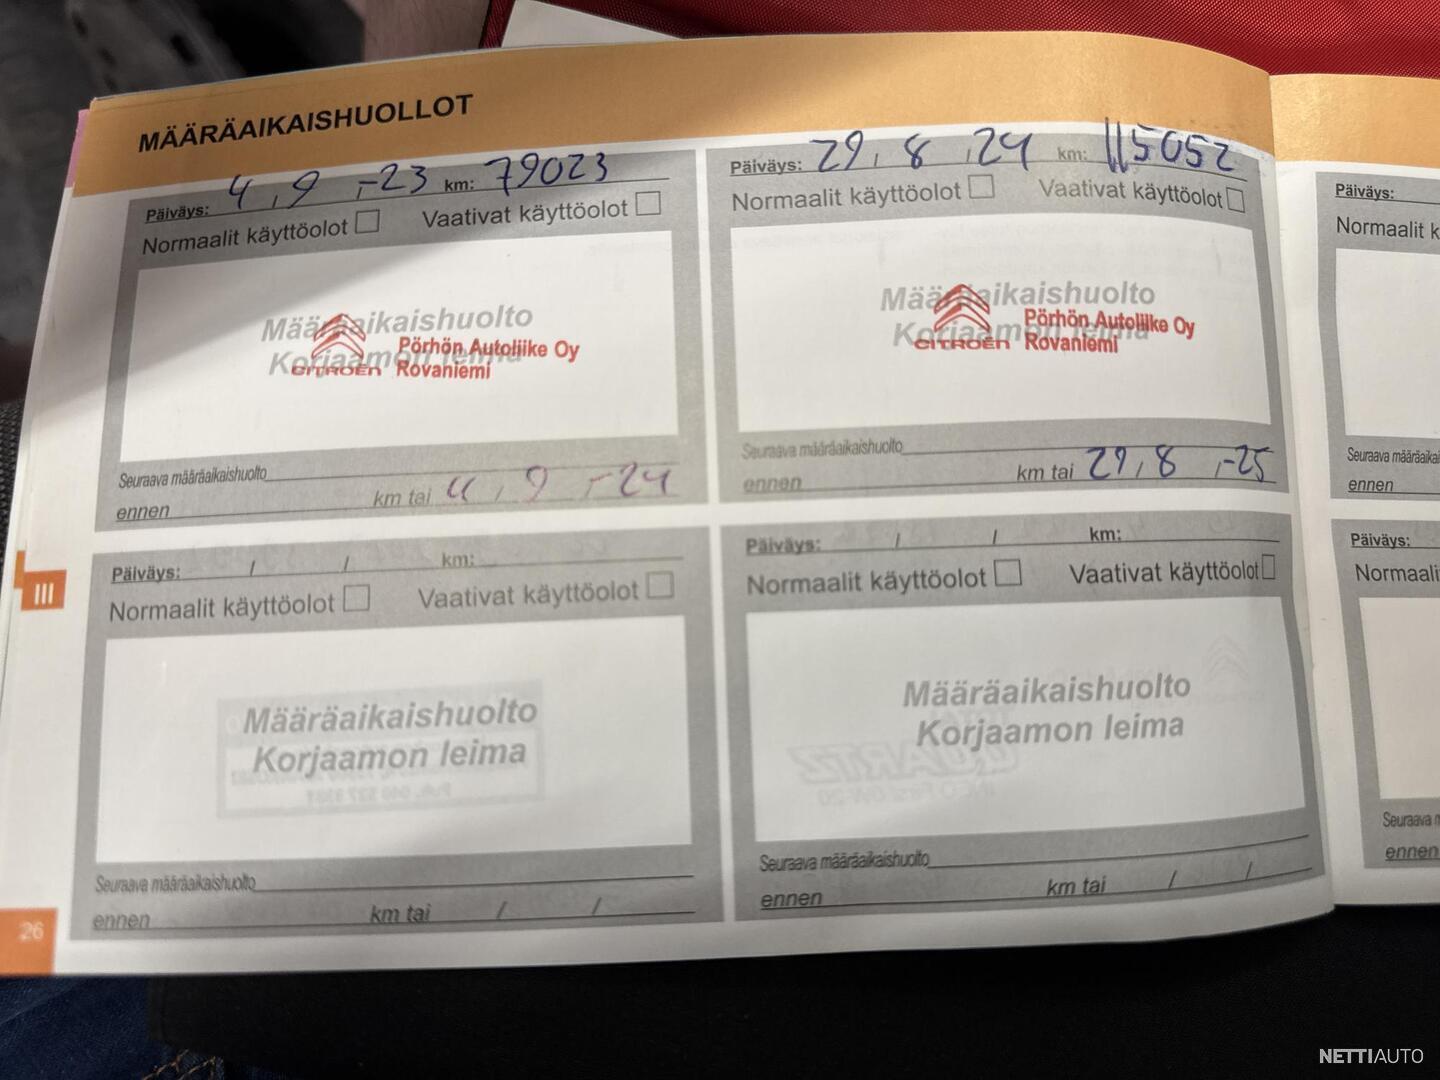 MÄÄRÄAIKAISHUOLLOT
Päiväys: 4 , 9 , -23 km: 79023
Normaalit käyttöolot Vaativat käyttöolot
Määräaikaishuolto
Korjaamon leima
CITROËN Pörhön Autoliike Oy
Rovaniemi
Seuraava määräaikaishuolto
ennen km tai 4 , 9 , -24
Päiväys: 29 , 8 , 24 km: 115052
Normaalit käyttöolot Vaativat käyttöolot
Määräaikaishuolto
Korjaamon leima
CITROËN Pörhön Autoliike Oy
Rovaniemi
Seuraava määräaikaishuolto
ennen km tai 29 , 8 , -25
III
Päiväys: / / km:
Normaalit käyttöolot Vaativat käyttöolot
Määräaikaishuolto
Korjaamon leima
Seuraava määräaikaishuolto
ennen km tai / /
Päiväys: / / km:
Normaalit käyttöolot Vaativat käyttöolot
Määräaikaishuolto
Korjaamon leima
Seuraava määräaikaishuolto
ennen km tai / /
26
Päiväys:
Normaalit k
Seuraava määräaikai
ennen
Päiväys:
Normaali
Seuraava m
ennen
NETTIAUTO